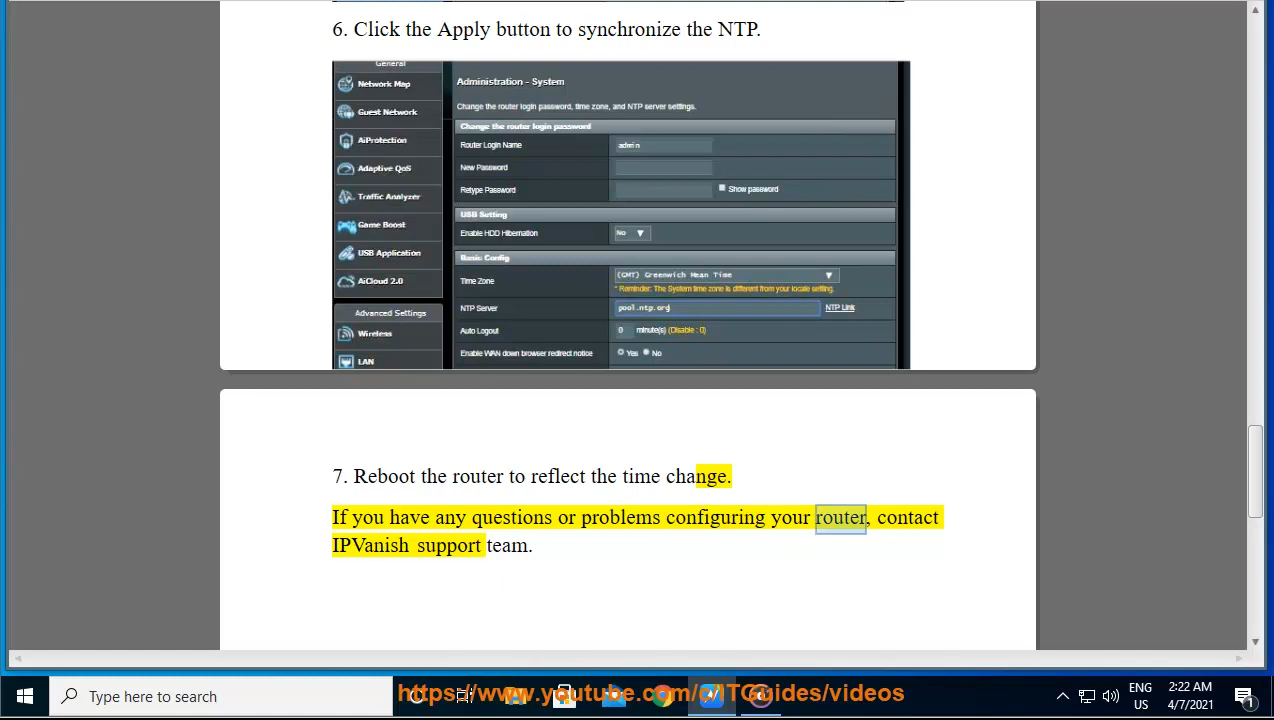 6. Click the Apply button to synchronize the NTP.
General
Network Map
Guest Network
AiProtection
Adaptive QoS
Traffic Analyzer
Game Boost
USB Application
AiCloud 2.0
Advanced Settings
Wireless
LAN
Administration - System
Change the router login password, time zone, and NTP server settings.
Change the router login password
Router Login Name admin
New Password
Retype Password Show password
USB Setting
Enable HDD Hibernation No
Basic Config
Time Zone (GMT) Greenwich Mean Time
* Reminder: The System time zone is different from your locale setting.
NTP Server pool.ntp.org NTP Link
Auto Logout 0 minute(s) (Disable : 0)
Enable WAN down browser redirect notice Yes No
7. Reboot the router to reflect the time change.
If you have any questions or problems configuring your router, contact
IPVanish support team.
Type here to search
https://www.youtube.com/c/ITGuides/videos
ENG
US
2:22 AM
4/7/2021
1